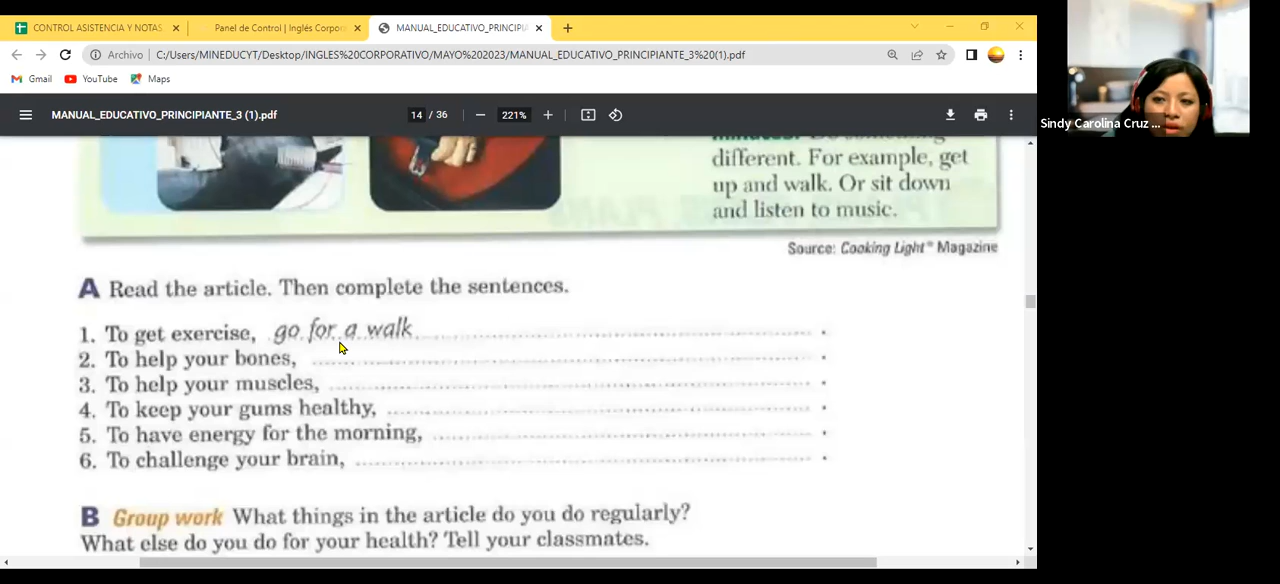 CONTROL ASISTENCIA Y NOTAS
Panel de Control | Inglés Corpor
MANUAL_EDUCATIVO_PRINCIPI
Archivo C:/Users/MINEDUCYT/Desktop/INGLES%20CORPORATIVO/MAYO%202023/MANUAL_EDUCATIVO_PRINCIPIANTE_3%20(1).pdf
Gmail YouTube Maps
MANUAL_EDUCATIVO_PRINCIPIANTE_3 (1).pdf
14 / 36
221%
Sindy Carolina Cruz ...
different. For example, get
up and walk. Or sit down
and listen to music.
Source: Cooking Light® Magazine
A Read the article. Then complete the sentences.
1. To get exercise, go for a walk .
2. To help your bones, .
3. To help your muscles, .
4. To keep your gums healthy, .
5. To have energy for the morning, .
6. To challenge your brain, .
B Group work What things in the article do you do regularly?
What else do you do for your health? Tell your classmates.